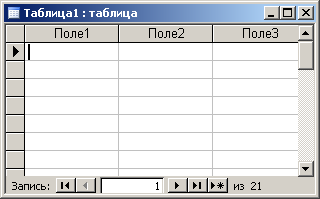 Таблица1 : таблица
Поле1 Поле2 Поле3
Запись: 1 из 21